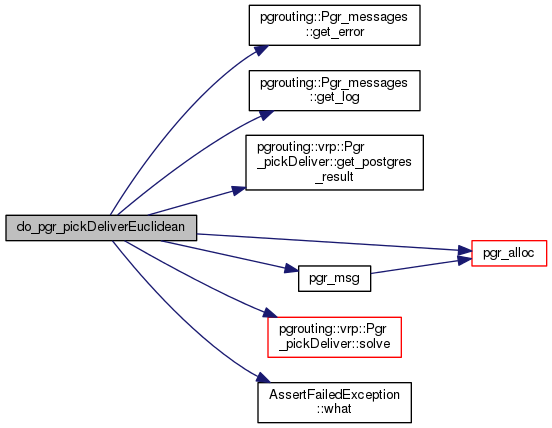 pgrouting::Pgr_messages
::get_error
pgrouting::Pgr_messages
::get_log
pgrouting::vrp::Pgr
_pickDeliver::get_postgres
_result
do_pgr_pickDeliverEuclidean
pgr_alloc
pgr_msg
pgrouting::vrp::Pgr
_pickDeliver::solve
AssertFailedException
::what